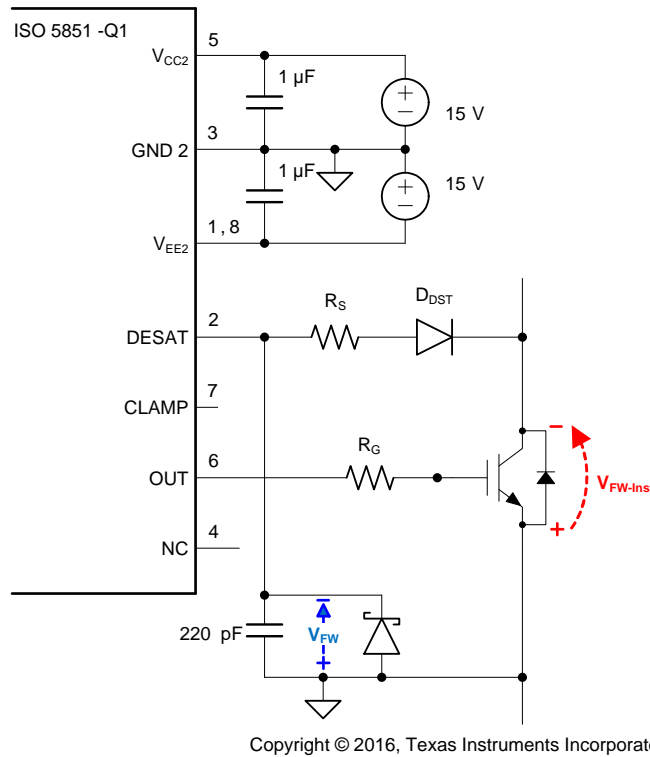 ISO 5851 -Q1
5
VCC2
1 µF
+
15 V
3
GND 2
1 µF
+
15 V
1, 8
VEE2
RS
DDST
2
DESAT
7
CLAMP
6
OUT
RG
VFW-Ins
+
4
NC
220 pF
VFW
+
Copyright © 2016, Texas Instruments Incorporate